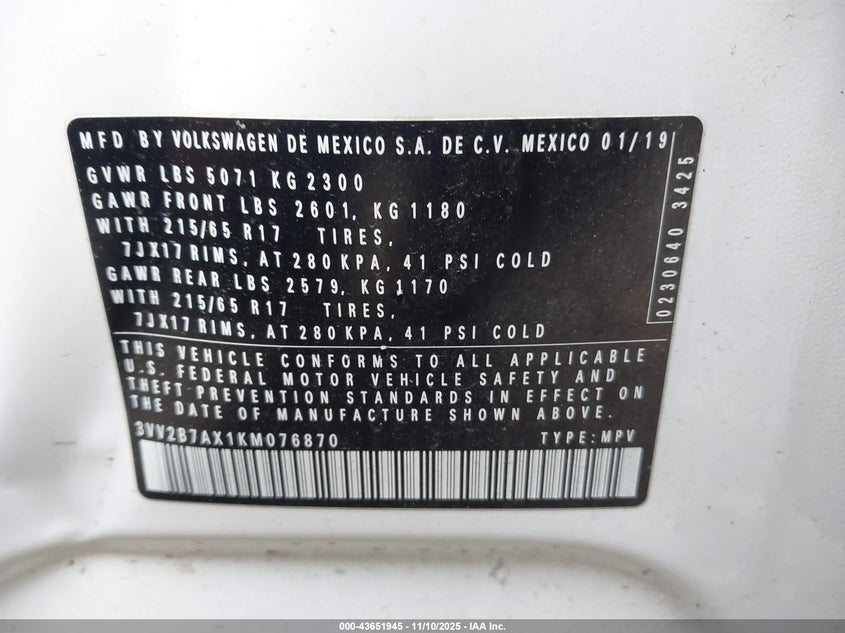 MFD BY VOLKSWAGEN DE MEXICO S.A. DE C.V. MEXICO 01/19
GVWR LBS 5071 KG 2300
GAWR FRONT LBS 2601, KG 1180
WITH 215/65 R17 TIRES,
7JX17 RIMS, AT 280 KPA, 41 PSI COLD
GAWR REAR LBS 2579, KG 1170
WITH 215/65 R17 TIRES,
7JX17 RIMS, AT 280 KPA, 41 PSI COLD
0230640 3425
THIS VEHICLE CONFORMS TO ALL APPLICABLE
U.S. FEDERAL MOTOR VEHICLE SAFETY AND
THEFT PREVENTION STANDARDS IN EFFECT ON
THE DATE OF MANUFACTURE SHOWN ABOVE.
3VV2B7AX1KM076870 TYPE: MPV
000-43651945 - 11/10/2025 - IAA Inc.